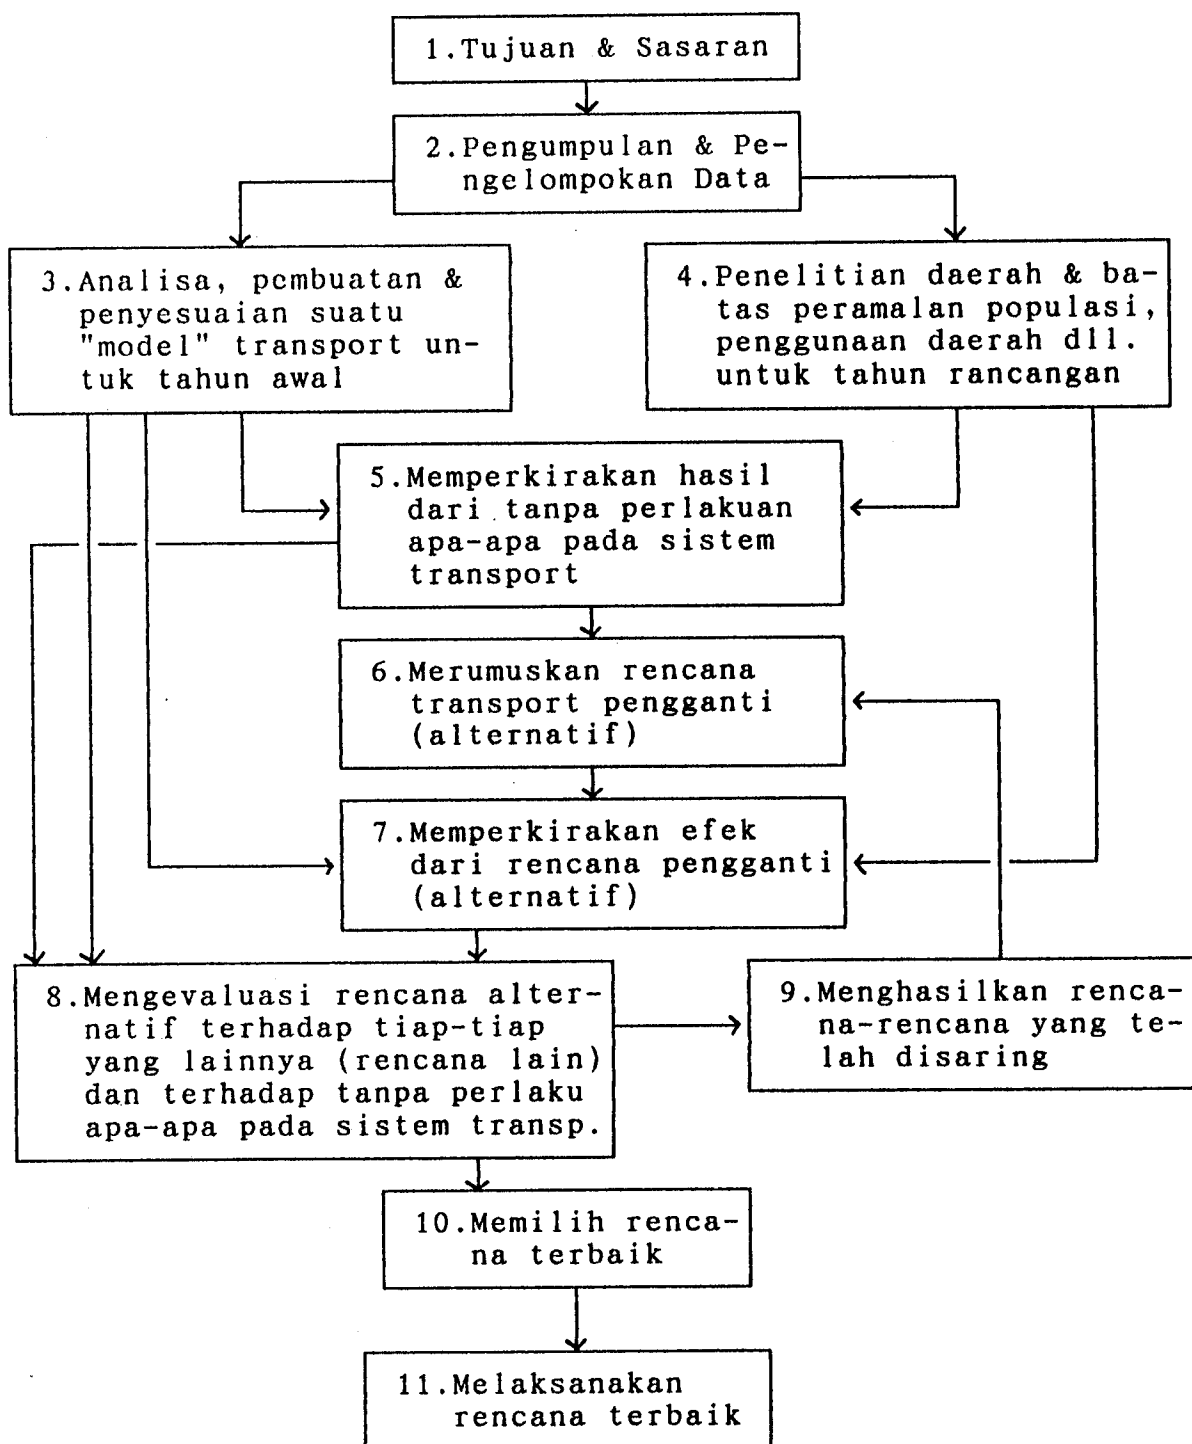 1.Tujuan & Sasaran
2.Pengumpulan & Pe-
ngelompokan Data
3.Analisa, pembuatan &
penyesuaian suatu
"model" transport un-
tuk tahun awal
4.Penelitian daerah & ba-
tas peramalan populasi,
penggunaan daerah dll.
untuk tahun rancangan
5.Memperkirakan hasil
dari tanpa perlakuan
apa-apa pada sistem
transport
6.Merumuskan rencana
transport pengganti
(alternatif)
7.Memperkirakan efek
dari rencana pengganti
(alternatif)
8.Mengevaluasi rencana alter-
natif terhadap tiap-tiap
yang lainnya (rencana lain)
dan terhadap tanpa perlaku
apa-apa pada sistem transp.
9.Menghasilkan renca-
na-rencana yang te-
lah disaring
10.Memilih renca-
na terbaik
11.Melaksanakan
rencana terbaik